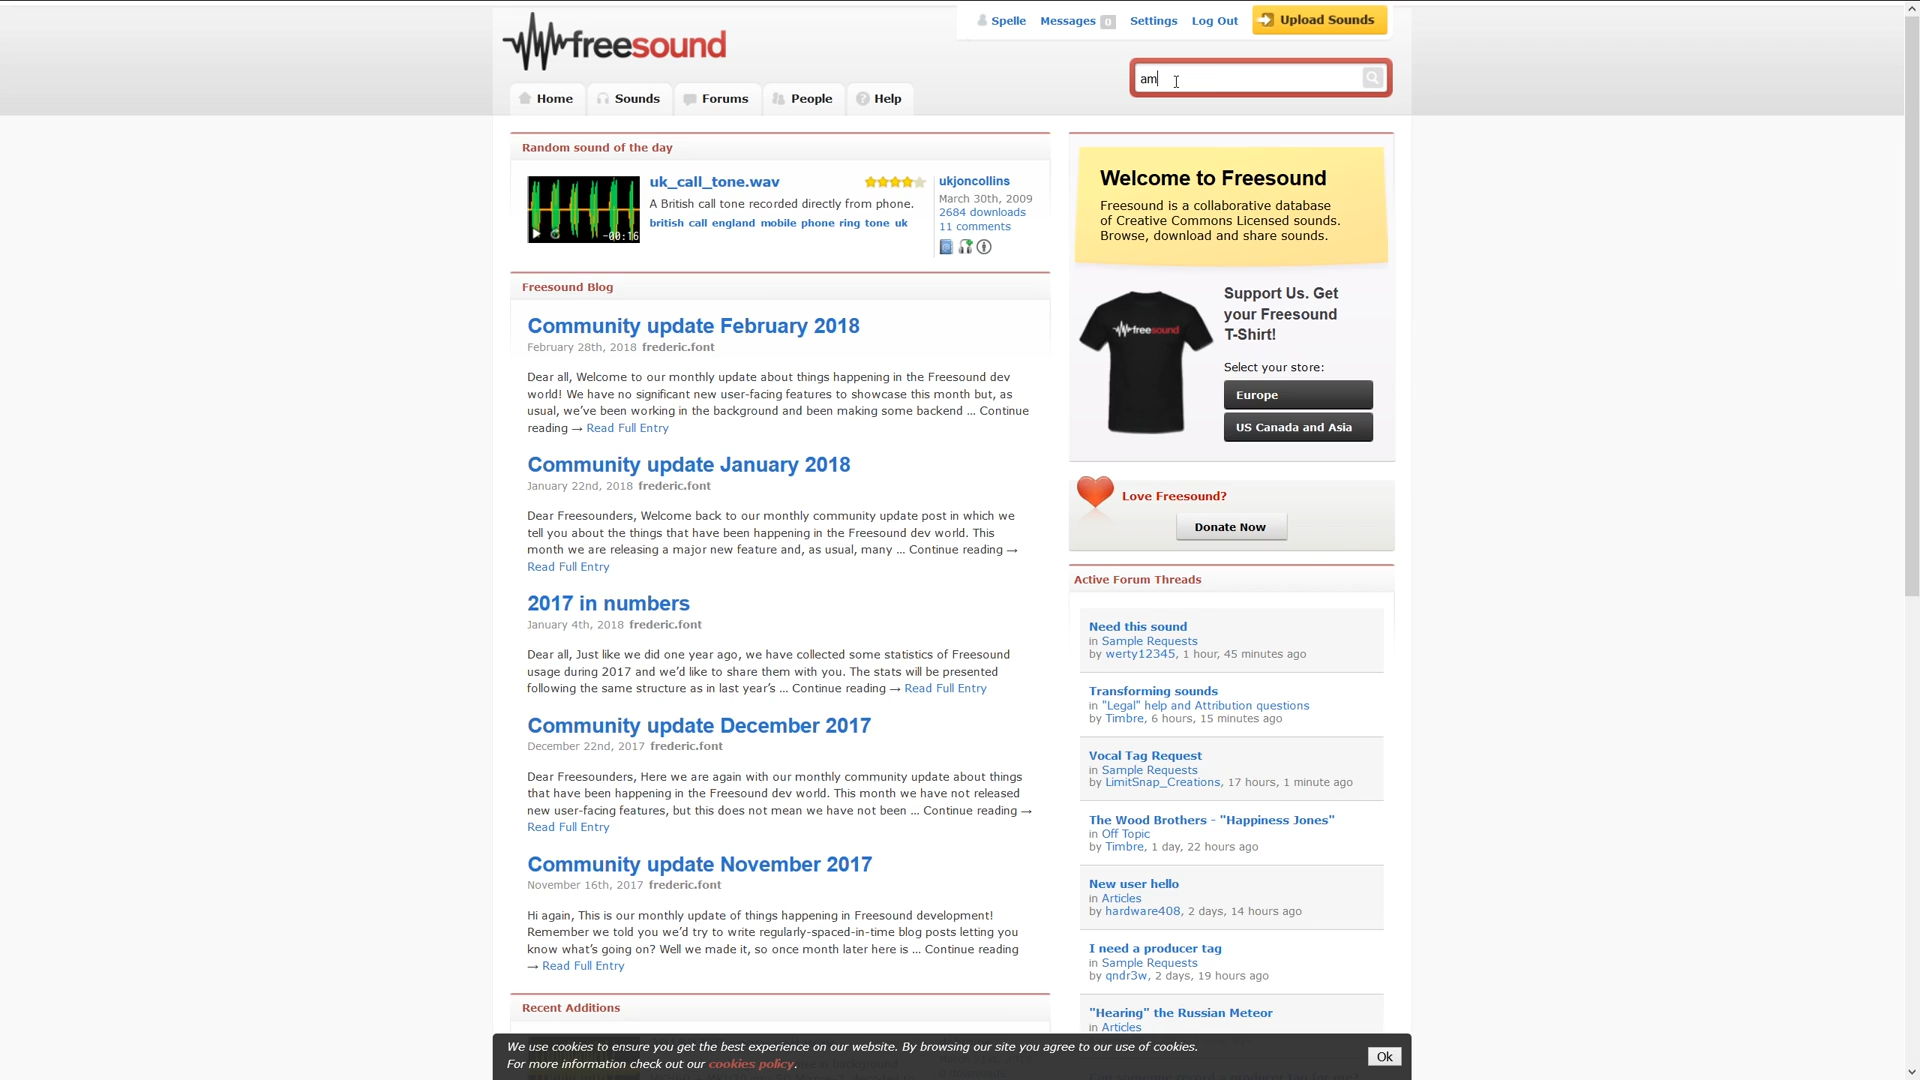 Spelle Messages 0 Settings Log Out Upload Sounds
freesound
am
Home Sounds Forums People Help
Random sound of the day
-00:16
uk_call_tone.wav
A British call tone recorded directly from phone.
british call england mobile phone ring tone uk
ukjoncollins
March 30th, 2009
2684 downloads
11 comments
Freesound Blog
Community update February 2018
February 28th, 2018 frederic.font
Dear all, Welcome to our monthly update about things happening in the Freesound dev
world! We have no significant new user-facing features to showcase this month but, as
usual, we've been working in the background and been making some backend ... Continue
reading → Read Full Entry
Community update January 2018
January 22nd, 2018 frederic.font
Dear Freesounders, Welcome back to our monthly community update post in which we
tell you about the things that have been happening in the Freesound dev world. This
month we are releasing a major new feature and, as usual, many ... Continue reading →
Read Full Entry
2017 in numbers
January 4th, 2018 frederic.font
Dear all, Just like we did one year ago, we have collected some statistics of Freesound
usage during 2017 and we'd like to share them with you. The stats will be presented
following the same structure as in last year's ... Continue reading → Read Full Entry
Community update December 2017
December 22nd, 2017 frederic.font
Dear Freesounders, Here we are again with our monthly community update about things
that have been happening in the Freesound dev world. This month we have not released
new user-facing features, but this does not mean we have not been ... Continue reading →
Read Full Entry
Community update November 2017
November 16th, 2017 frederic.font
Hi again, This is our monthly update of things happening in Freesound development!
Remember we told you we'd try to write regularly-spaced-in-time blog posts letting you
know what's going on? Well we made it, so once month later here is ... Continue reading
→ Read Full Entry
Recent Additions
Welcome to Freesound
Freesound is a collaborative database
of Creative Commons Licensed sounds.
Browse, download and share sounds.
freesound
Support Us. Get
your Freesound
T-Shirt!
Select your store:
Europe
US Canada and Asia
Love Freesound?
Donate Now
Active Forum Threads
Need this sound
in Sample Requests
by werty12345, 1 hour, 45 minutes ago
Transforming sounds
in "Legal" help and Attribution questions
by Timbre, 6 hours, 15 minutes ago
Vocal Tag Request
in Sample Requests
by LimitSnap_Creations, 17 hours, 1 minute ago
The Wood Brothers - "Happiness Jones"
in Off Topic
by Timbre, 1 day, 22 hours ago
New user hello
in Articles
by hardware408, 2 days, 14 hours ago
I need a producer tag
in Sample Requests
by qndr3w, 2 days, 19 hours ago
"Hearing" the Russian Meteor
in Articles
We use cookies to ensure you get the best experience on our website. By browsing our site you agree to our use of cookies.
For more information check out our cookies policy.
Ok